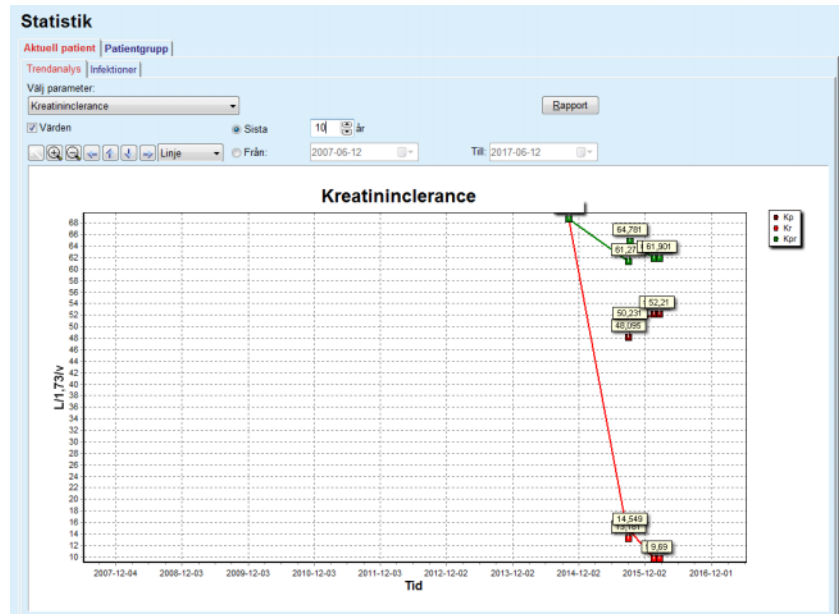 Statistik
Aktuell patient Patientgrupp
Trendanalys Infektioner
Välj parameter:
Kreatininclerance Rapport
Värden Sista 10 år
Linje Från: 2007-06-12 Till: 2017-06-12
Kreatininclerance
Kp
Kr
Kpr
68
66
64
62
60
58
56
54
52
50
48
46
44
42
40
38
36
34
32
30
28
26
24
22
20
18
16
14
12
10
L/1,73/v
64,781
61,27
61,901
52,21
50,231
48,095
14,549
9,69
2007-12-04 2008-12-03 2009-12-03 2010-12-03 2011-12-03 2012-12-02 2013-12-02 2014-12-02 2015-12-02 2016-12-01
Tid